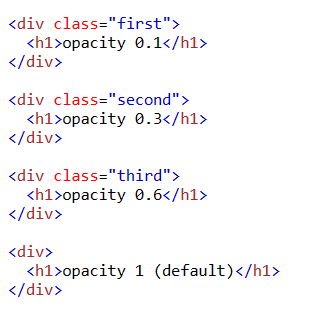 <div class="first">
  <h1>opacity 0.1</h1>
</div>

<div class="second">
  <h1>opacity 0.3</h1>
</div>

<div class="third">
  <h1>opacity 0.6</h1>
</div>

<div>
  <h1>opacity 1 (default)</h1>
</div>